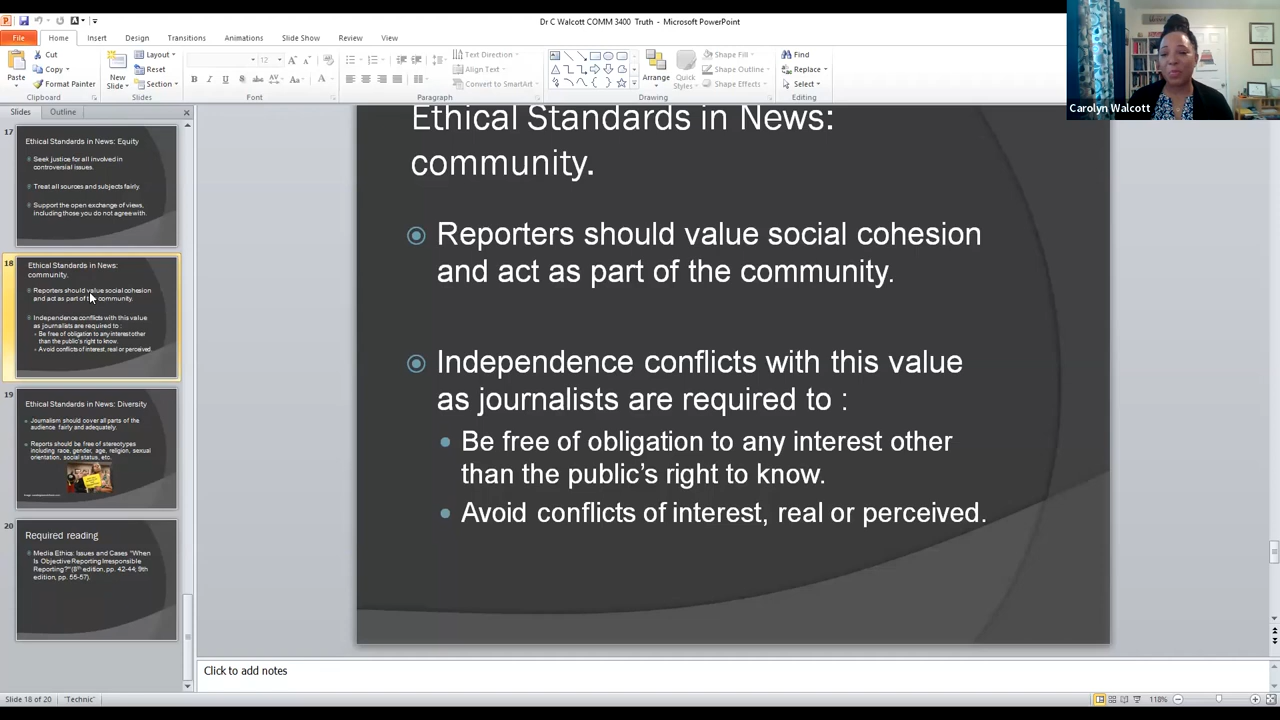 Dr C Walcott COMM 3400 Truth - Microsoft PowerPoint
File
Home
Insert
Design
Transitions
Animations
Slide Show
Review
View
Paste
Cut
Copy
Format Painter
Clipboard
New
Slide
Layout
Reset
Section
Slides
12
Font
Text Direction
Align Text
Convert to SmartArt
Paragraph
Arrange
Quick
Styles
Shape Fill
Shape Outline
Shape Effects
Drawing
Find
Replace
Select
Editing
Carolyn Walcott
Slides
Outline
17
Ethical Standards in News: Equity
Seek justice for all involved in
controversial issues.
Treat all sources and subjects fairly.
Support the open exchange of views,
including those you do not agree with.
18
Ethical Standards in News:
community.
Reporters should value social cohesion
and act as part of the community.
Independence conflicts with this value
as journalists are required to :
Be free of obligation to any interest other
than the public's right to know.
Avoid conflicts of interest, real or perceived.
19
Ethical Standards in News: Diversity
Journalism should cover all parts of the
audience fairly and adequately.
Reports should be free of stereotypes
including race, gender, age, religion, sexual
orientation, social status, etc.
20
Required reading
Media Ethics: Issues and Cases "When
Is Objective Reporting Irresponsible
Reporting?"(8th edition, pp. 42-44; 9th
edition, pp. 55-57).
Ethical Standards in News:
community.
Reporters should value social cohesion
and act as part of the community.
Independence conflicts with this value
as journalists are required to :
Be free of obligation to any interest other
than the public's right to know.
Avoid conflicts of interest, real or perceived.
Click to add notes
Slide 18 of 20
"Technic"
118%